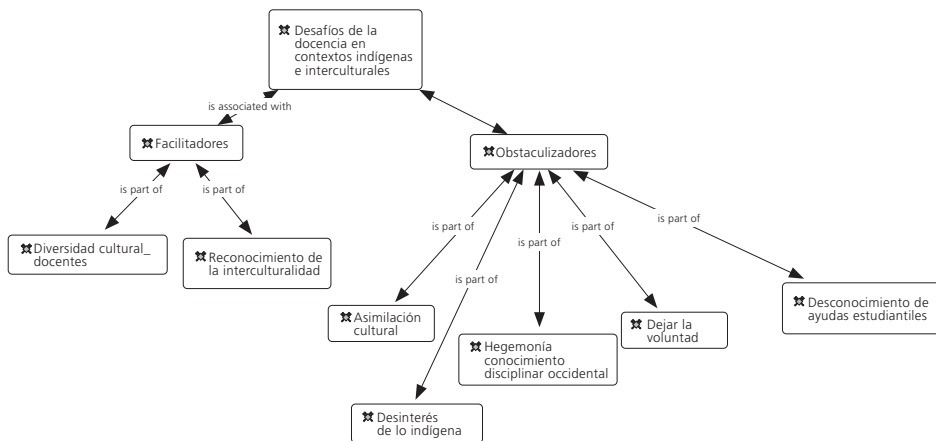 Desafíos de la
docencia en
contextos indígenas
e interculturales
is associated with
Facilitadores
Obstaculizadores
is part of
is part of
is part of
is part of
is part of
is part of
is part of
Diversidad cultural_
docentes
Reconocimiento de
la interculturalidad
Asimilación
cultural
Desinterés
de lo indígena
Hegemonía
conocimiento
disciplinar occidental
Dejar la
voluntad
Desconocimiento de
ayudas estudiantiles